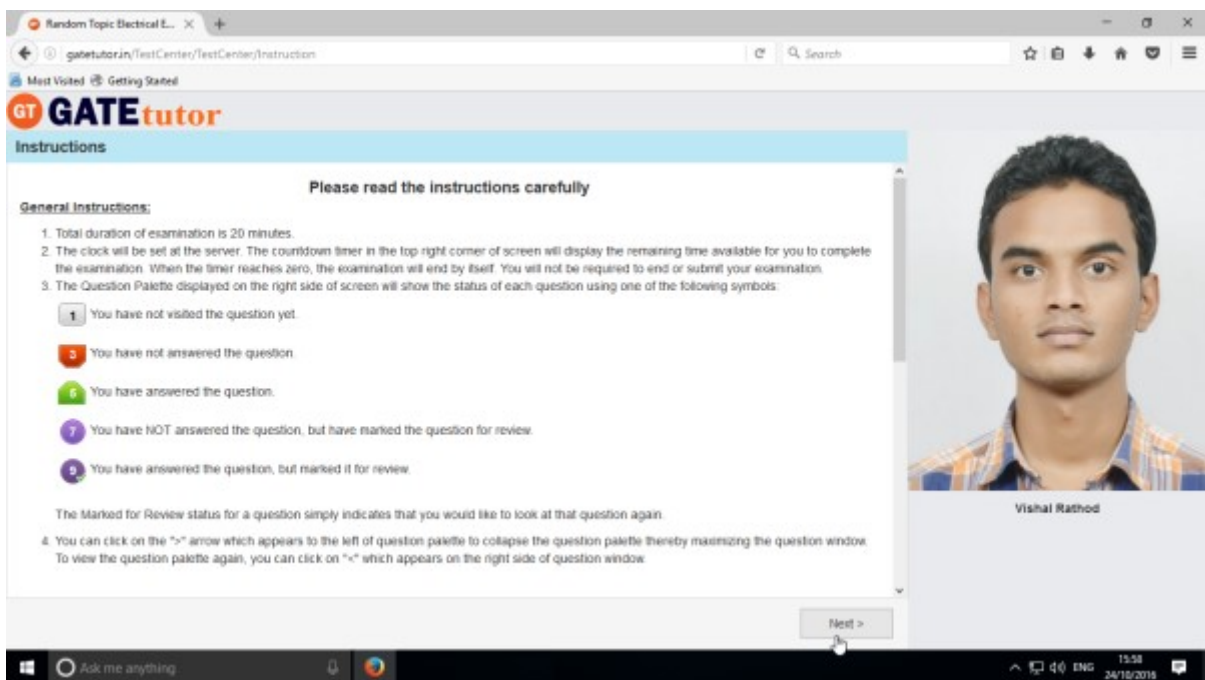 Random Topic Electrical E...
gatetutor.in/TestCenter/TestCenter/Instruction
Search
Most Visited Getting Started
GT GATEtutor
Instructions
Please read the instructions carefully
General Instructions:
1. Total duration of examination is 20 minutes.
2. The clock will be set at the server. The countdown timer in the top right corner of screen will display the remaining time available for you to complete
the examination. When the timer reaches zero, the examination will end by itself. You will not be required to end or submit your examination.
3. The Question Palette displayed on the right side of screen will show the status of each question using one of the following symbols:
1 You have not visited the question yet.
3 You have not answered the question.
5 You have answered the question.
7 You have NOT answered the question, but have marked the question for review.
9 You have answered the question, but marked it for review.
The Marked for Review status for a question simply indicates that you would like to look at that question again.
4. You can click on the ">" arrow which appears to the left of question palette to collapse the question palette thereby maximizing the question window.
To view the question palette again, you can click on "<" which appears on the right side of question window.
Vishal Rathod
Next >
Ask me anything
ENG
15:58
24/10/2016